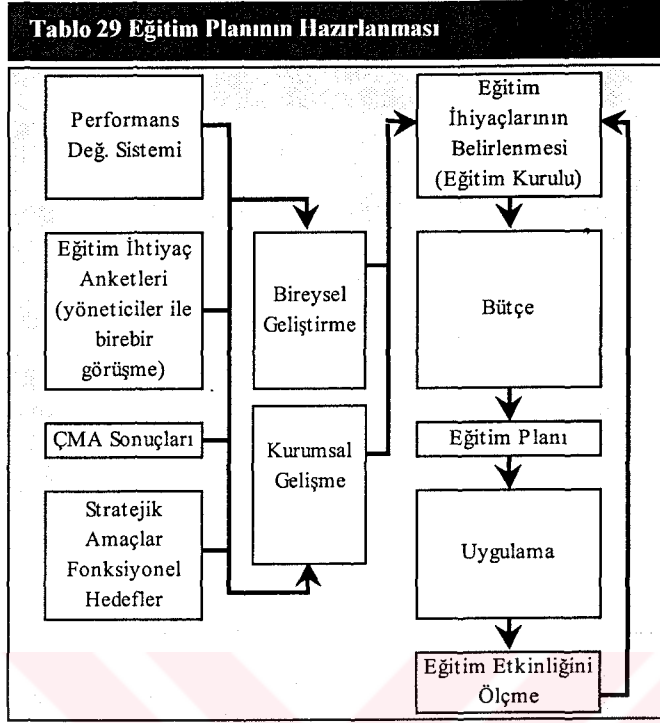 Tablo 29 Eğitim Planının Hazırlanması
Performans
Değ. Sistemi
Eğitim İhtiyaç
Anketleri
(yöneticiler ile
birebir
görüşme)
ÇMA Sonuçları
Stratejik
Amaçlar
Fonksiyonel
Hedefler
Bireysel
Geliştirme
Kurumsal
Gelişme
Eğitim
İhiyaçlarının
Belirlenmesi
(Eğitim Kurulu)
Bütçe
Eğitim Planı
Uygulama
Eğitim Etkinliğini
Ölçme